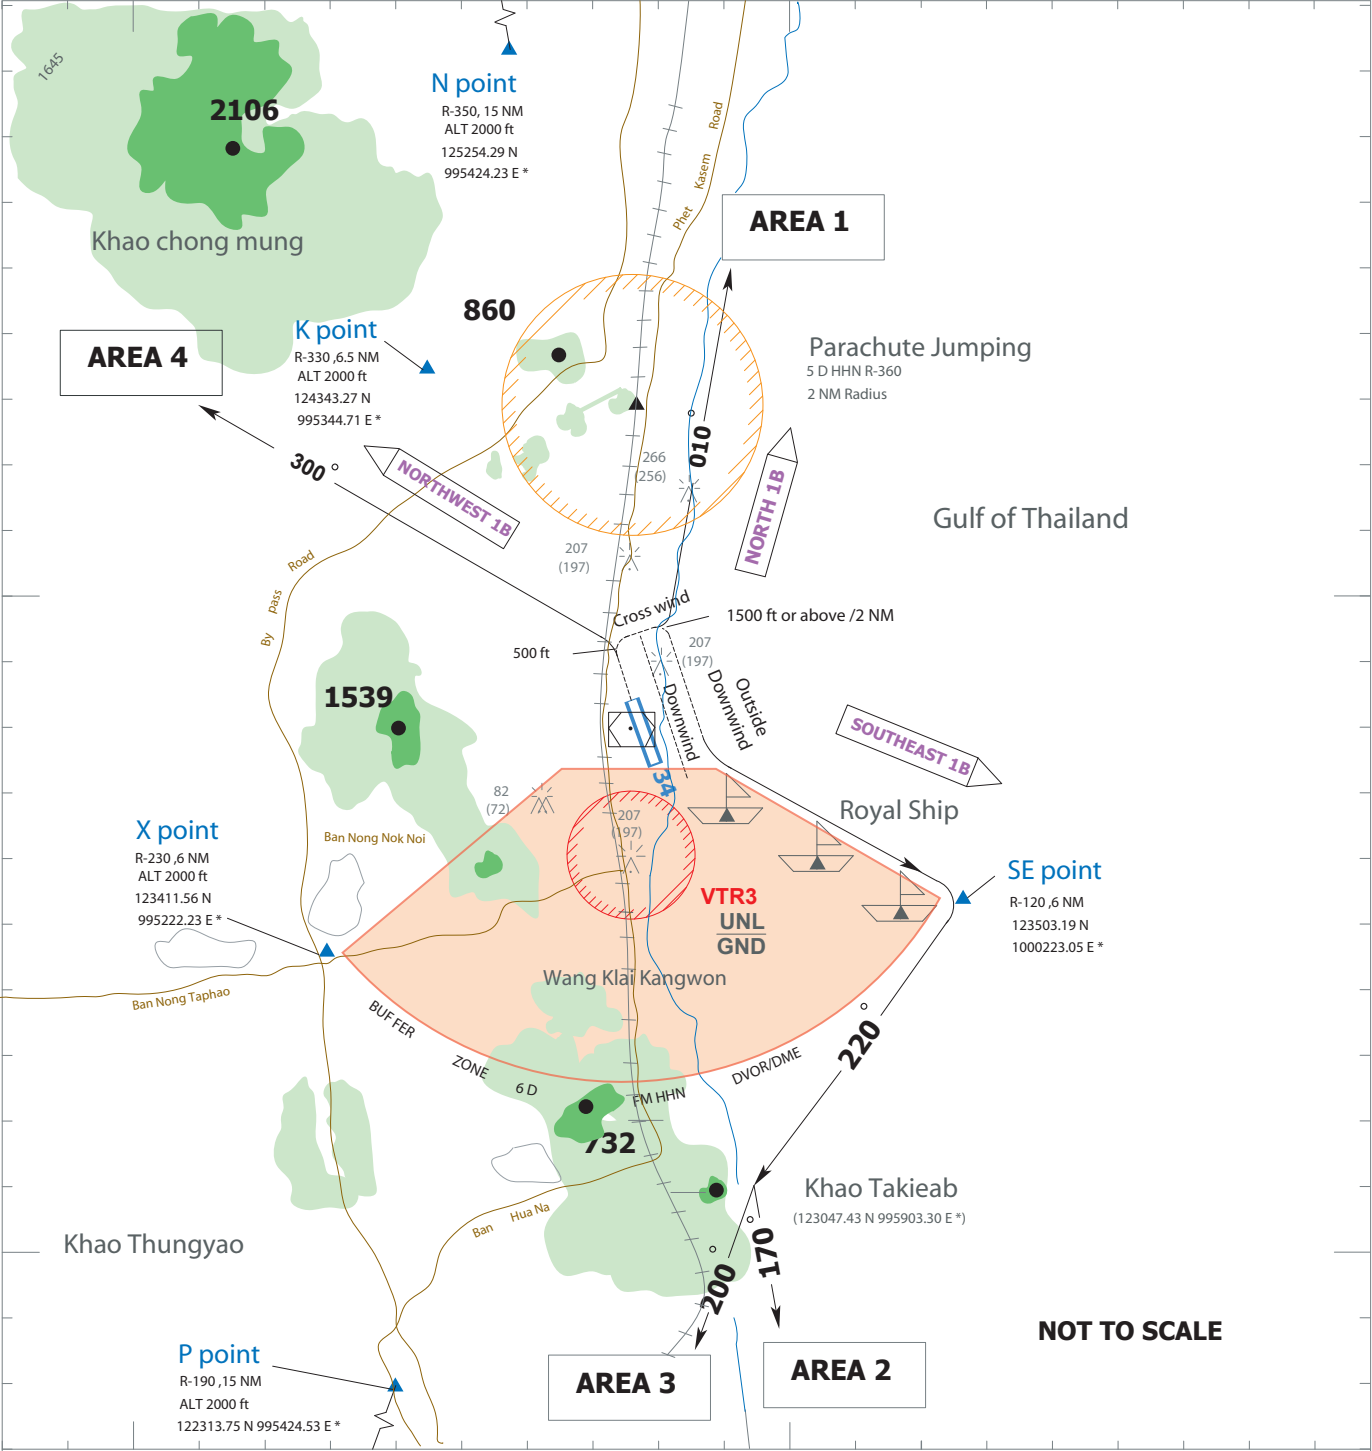 1645
2106
Khao chong mung
N point
R-350, 15 NM
ALT 2000 ft
125254.29 N
995424.23 E *
Phet Kasem Road
AREA 1
860
K point
R-330 ,6.5 NM
ALT 2000 ft
124343.27 N
995344.71 E *
AREA 4
Parachute Jumping
5 D HHN R-360
2 NM Radius
300°
010°
NORTHWEST 1B
NORTH 1B
266
(256)
Gulf of Thailand
207
(197)
By pass Road
Cross wind
1500 ft or above /2 NM
500 ft
207
(197)
Downwind
Outside
Downwind
1539
SOUTHEAST 1B
34
82
(72)
Royal Ship
207
(197)
X point
R-230 ,6 NM
ALT 2000 ft
123411.56 N
995222.23 E *
Ban Nong Nok Noi
VTR3
UNL
GND
SE point
R-120 ,6 NM
123503.19 N
1000223.05 E *
Wang Klai Kangwon
Ban Nong Taphao
BUF FER ZONE 6 D FM HHN DVOR/DME
220°
732
Khao Takieab
(123047.43 N 995903.30 E *)
Ban Hua Na
Khao Thungyao
170°
200°
NOT TO SCALE
P point
R-190 ,15 NM
ALT 2000 ft
122313.75 N 995424.53 E *
AREA 3
AREA 2